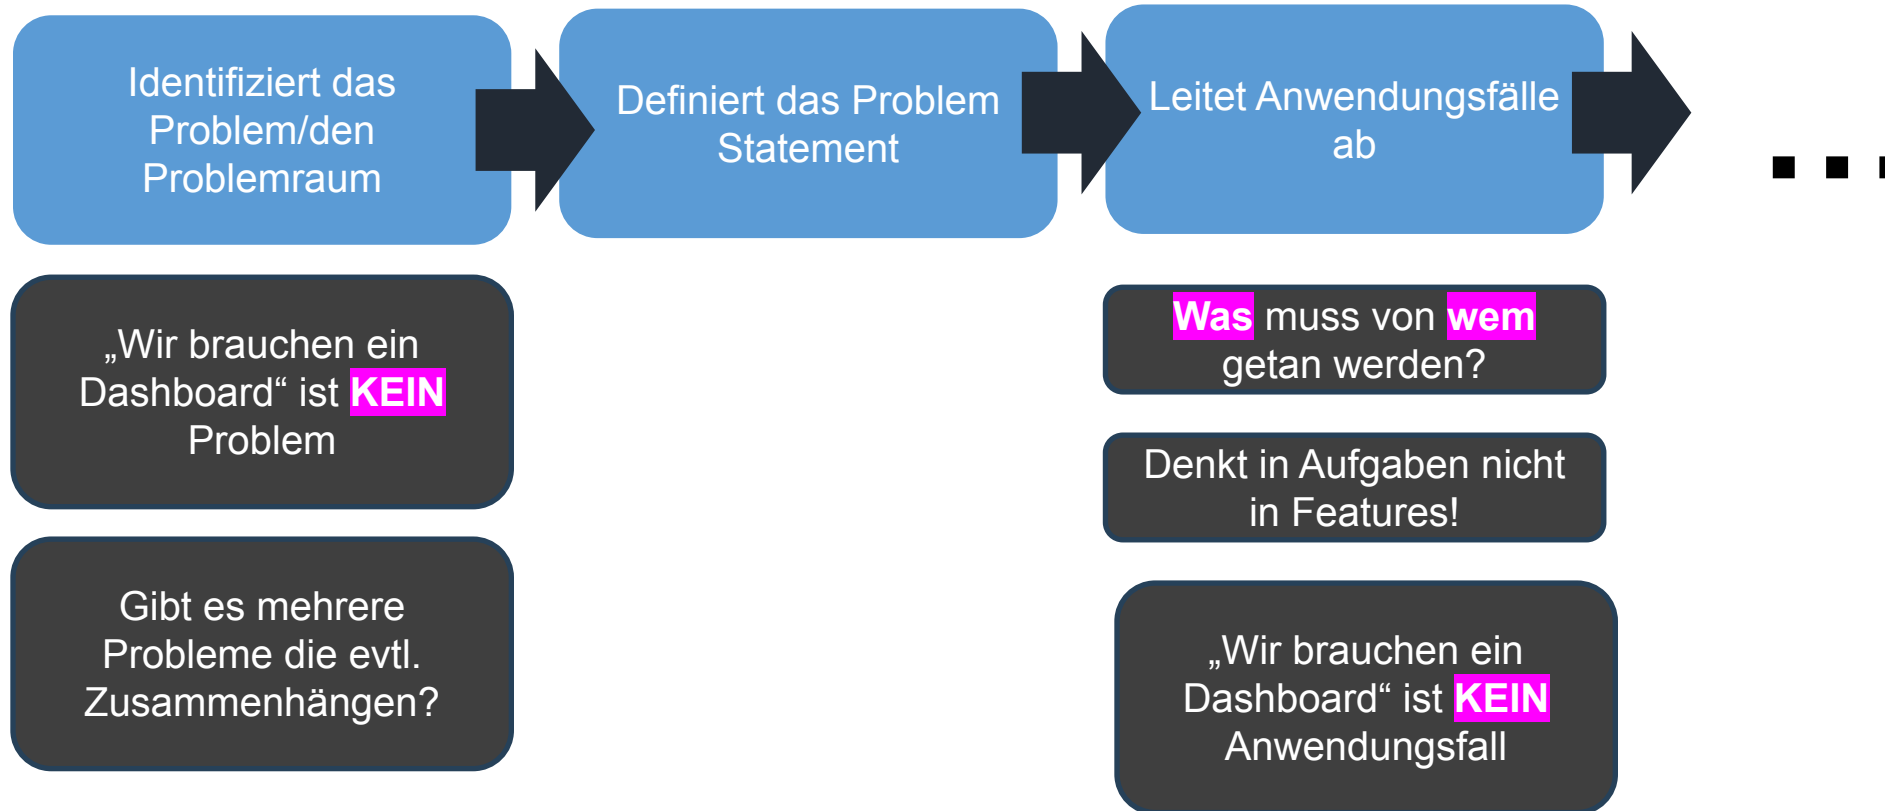 Identifiziert das
Problem/den
Problemraum
Definiert das Problem
Statement
Leitet Anwendungsfälle
ab
...
„Wir brauchen ein
Dashboard“ ist KEIN
Problem
Gibt es mehrere
Probleme die evtl.
Zusammenhängen?
Was muss von wem
getan werden?
Denkt in Aufgaben nicht
in Features!
„Wir brauchen ein
Dashboard“ ist KEIN
Anwendungsfall